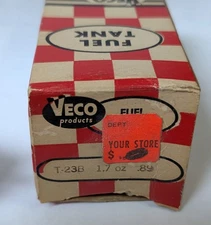 FUEL
TANK
VECO
products
FUEL
DEPT
YOUR STORE
$
T-23B 1.7 oz .89